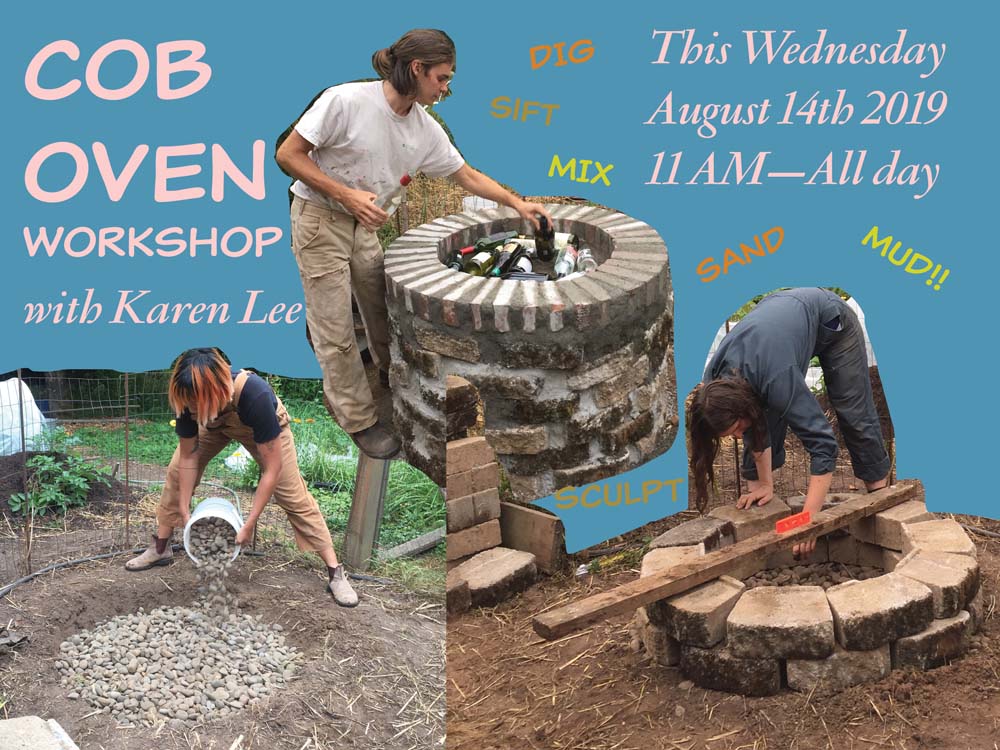 COB
OVEN
WORKSHOP
with Karen Lee
DIG
SIFT
MIX
This Wednesday
August 14th 2019
11 AM—All day
SAND
MUD!!
SCULPT